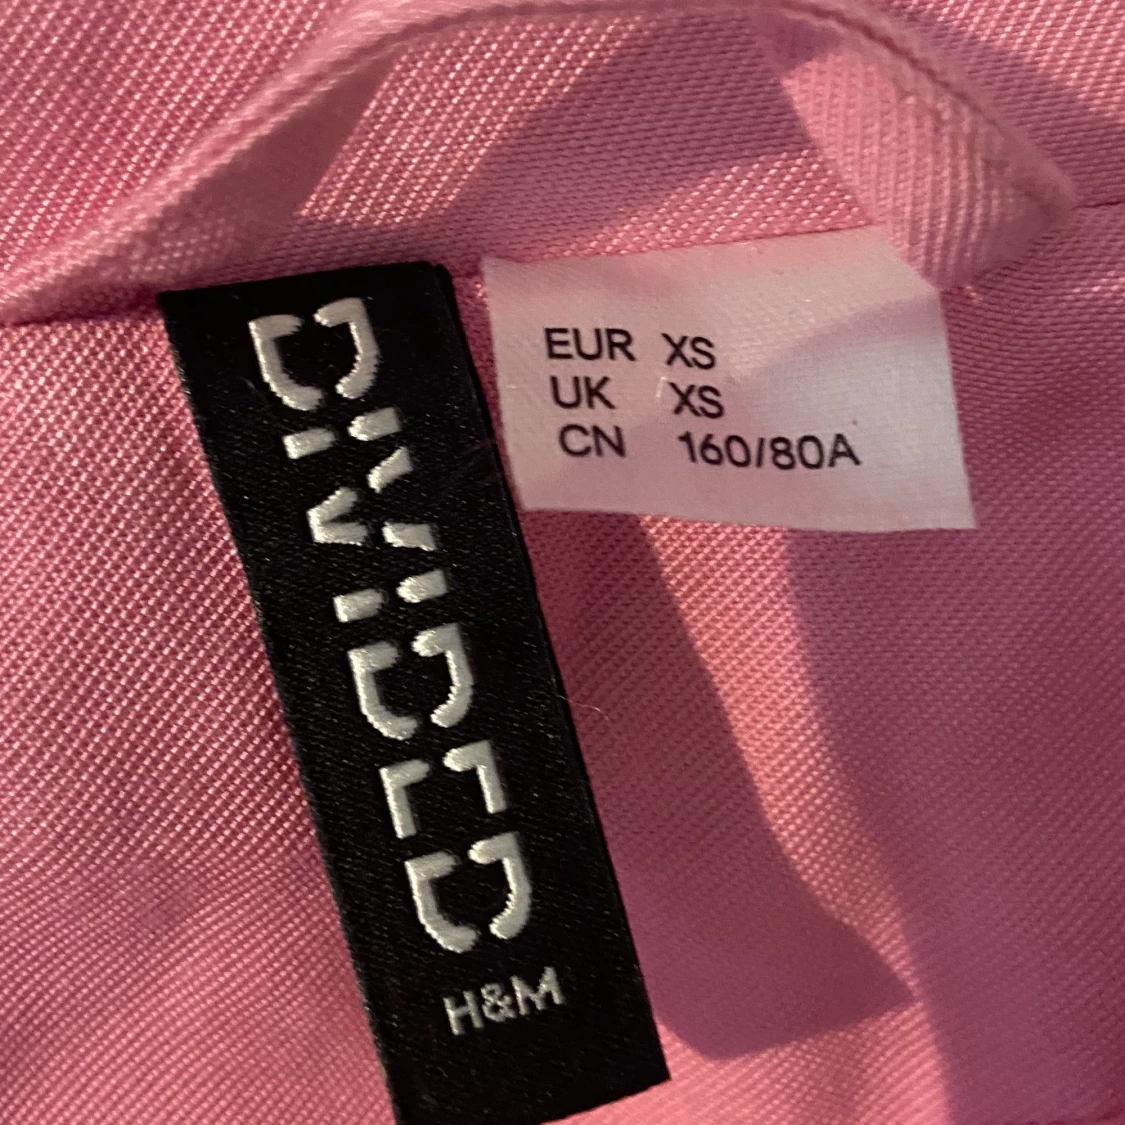 DIVIDED
H&M
EUR XS
UK XS
CN 160/80A